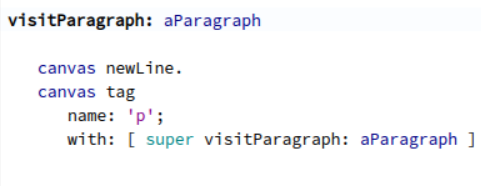 visitParagraph: aParagraph
canvas newLine.
canvas tag
name: 'p';
with: [ super visitParagraph: aParagraph ]